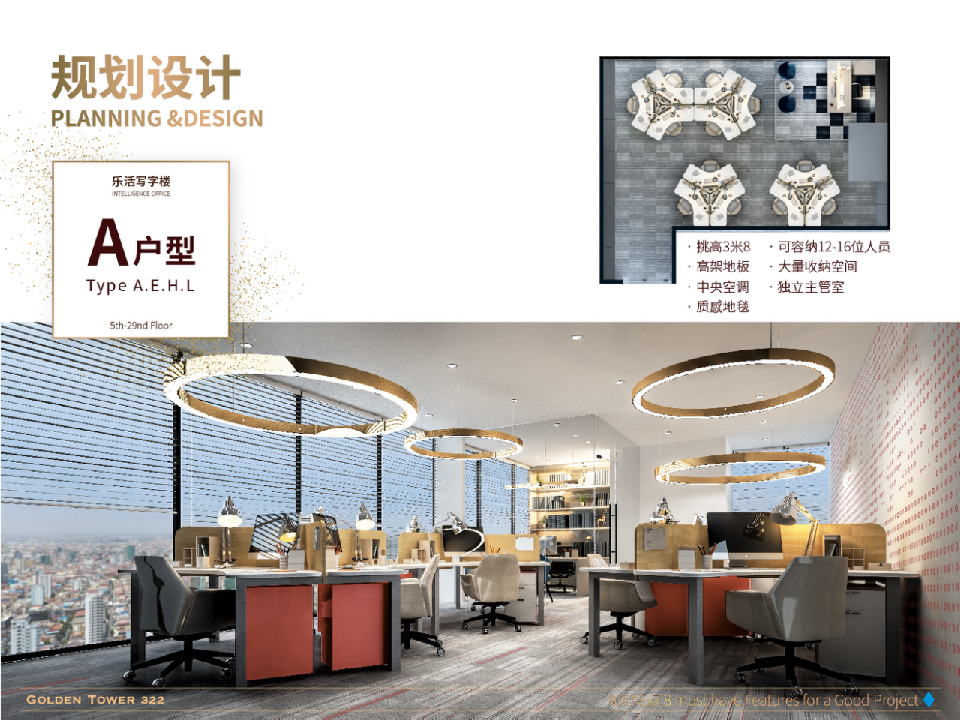 规划设计
PLANNING &DESIGN
乐活写字楼
INTELLIGENCE OFFICE
A户型
Type A.E.H.L
5th-29nd Floor
· 挑高3米8
· 高架地板
· 中央空调
· 质感地毯
· 可容纳12-16位人员
· 大量收纳空间
· 独立主管室
GOLDEN TOWER 322
8 must have Features for a Good Project